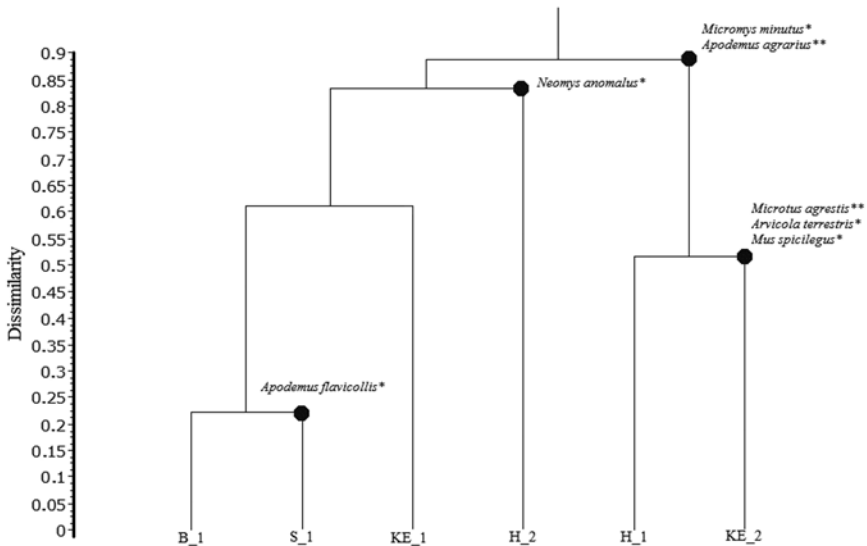 Micromys minutus*
Apodemus agrarius**
0.9
Neomys anomalus*
0.85
0.8
0.75
0.7
0.65
Microtus agrestis**
0.6
Arvicola terrestris*
0.55
Mus spicilegus*
0.5
0.45
Dissimilarity
0.4
0.35
0.3
Apodemus flavicollis*
0.25
0.2
0.15
0.1
0.05
0
B_1 S_1 KE_1 H_2 H_1 KE_2